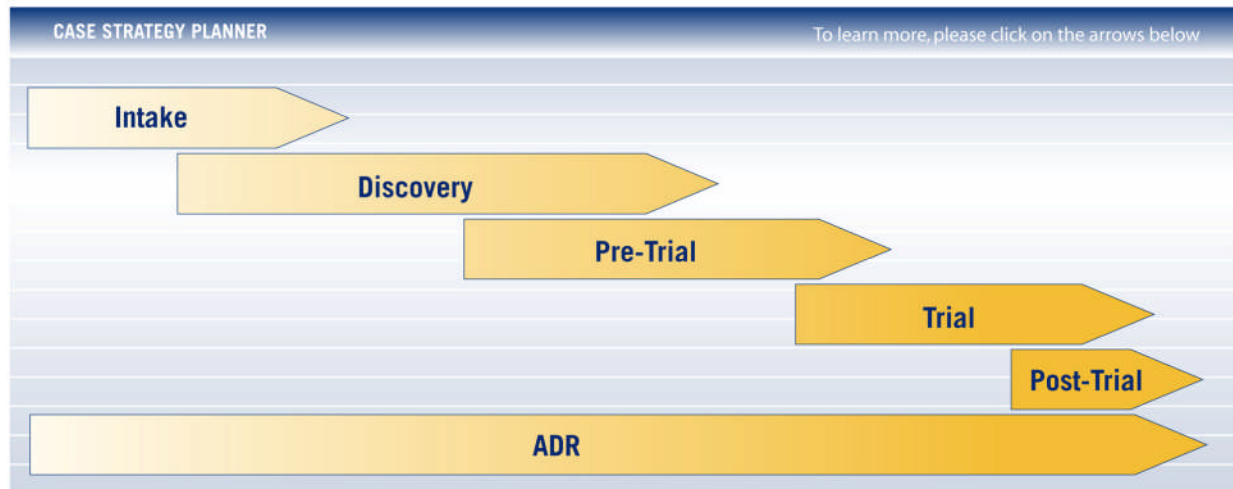 CASE STRATEGY PLANNER
To learn more, please click on the arrows below
Intake
Discovery
Pre-Trial
Trial
Post-Trial
ADR